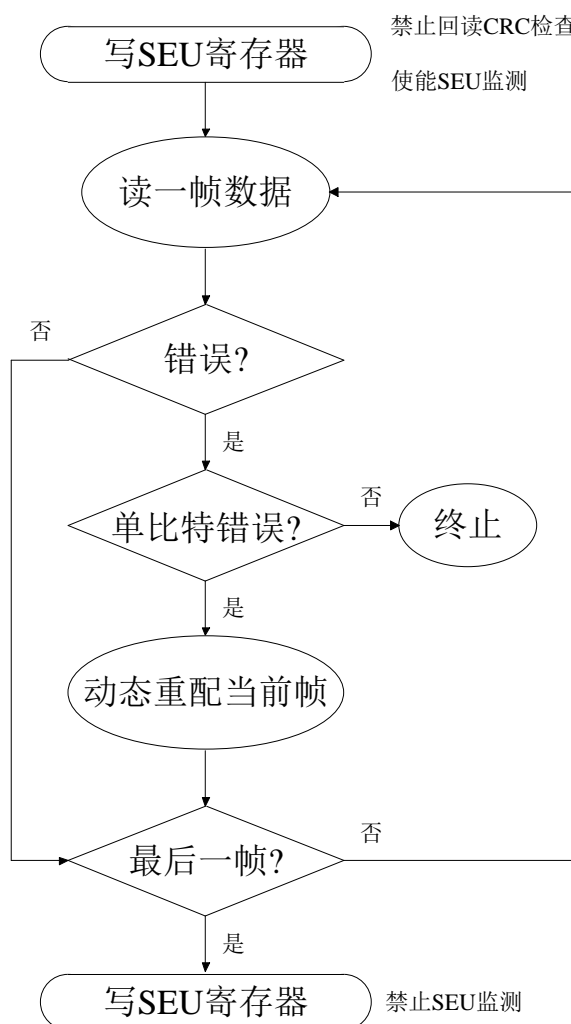 禁止回读CRC检查
写SEU寄存器
使能SEU监测
读一帧数据
否
错误?
是
否
单比特错误?
终止
是
动态重配当前帧
否
最后一帧?
是
写SEU寄存器
禁止SEU监测